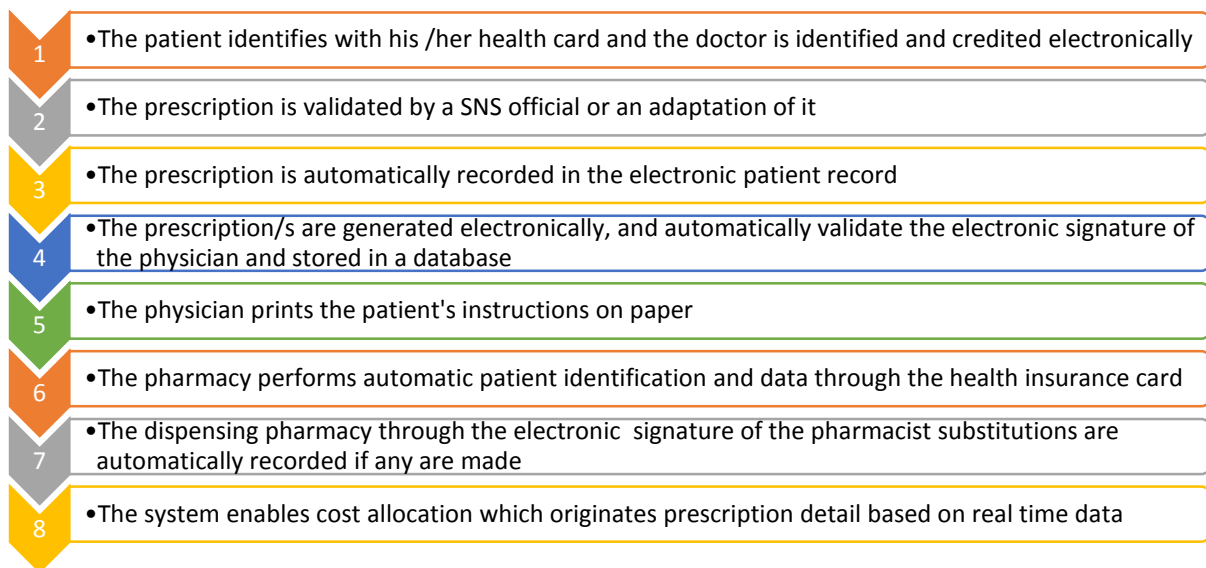 1
•The patient identifies with his /her health card and the doctor is identified and credited electronically
2
•The prescription is validated by a SNS official or an adaptation of it
3
•The prescription is automatically recorded in the electronic patient record
4
•The prescription/s are generated electronically, and automatically validate the electronic signature of
the physician and stored in a database
5
•The physician prints the patient's instructions on paper
6
•The pharmacy performs automatic patient identification and data through the health insurance card
7
•The dispensing pharmacy through the electronic signature of the pharmacist substitutions are
automatically recorded if any are made
8
•The system enables cost allocation which originates prescription detail based on real time data